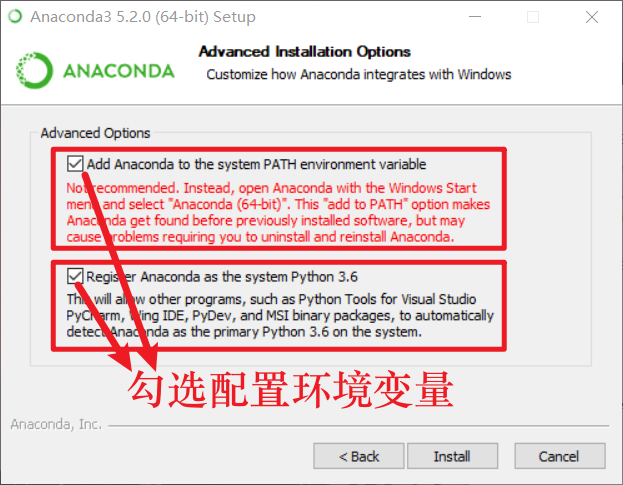 Anaconda3 5.2.0 (64-bit) Setup
Advanced Installation Options
Customize how Anaconda integrates with Windows
ANACONDA
Advanced Options
Add Anaconda to the system PATH environment variable
Not recommended. Instead, open Anaconda with the Windows Start
menu and select "Anaconda (64-bit)". This "add to PATH" option makes
Anaconda get found before previously installed software, but may
cause problems requiring you to uninstall and reinstall Anaconda.
Register Anaconda as the system Python 3.6
This will allow other programs, such as Python Tools for Visual Studio
PyCharm, Wing IDE, PyDev, and MSI binary packages, to automatically
detect Anaconda as the primary Python 3.6 on the system.
勾选配置环境变量
Anaconda, Inc.
< Back
Install
Cancel